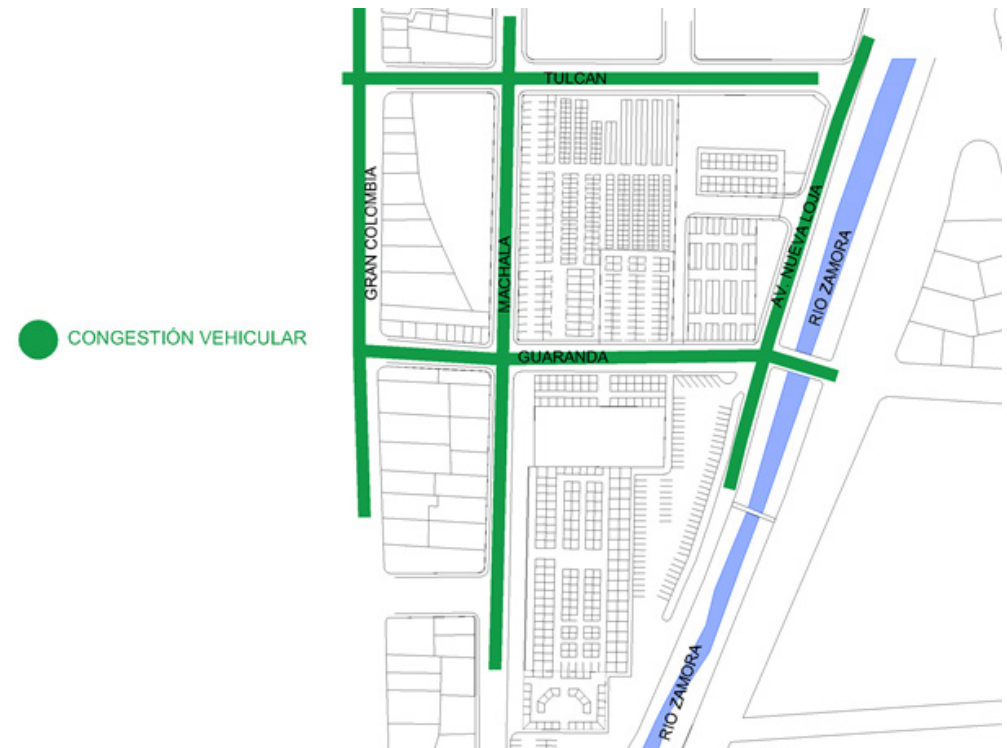 TULCAN
GRAN COLOMBIA
MACHALA
AV. NUEVA LOJA
RIO ZAMORA
CONGESTIÓN VEHICULAR
GUARANDA
RIO ZAMORA